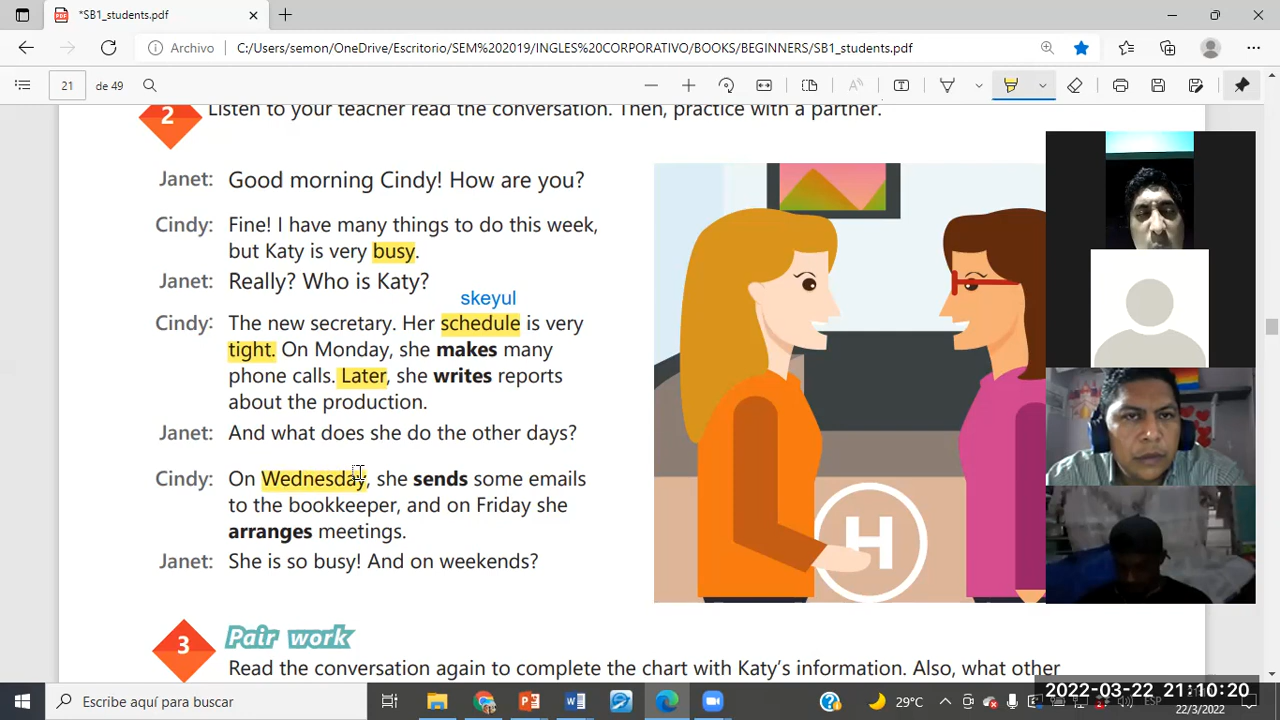 *SB1_students.pdf
Archivo
C:/Users/semon/OneDrive/Escritorio/SEM%202019/INGLES%20CORPORATIVO/BOOKS/BEGINNERS/SB1_students.pdf
21
de 49
2
Listen to your teacher read the conversation. Then, practice with a partner.
Janet: Good morning Cindy! How are you?
Cindy: Fine! I have many things to do this week,
but Katy is very busy.
Janet: Really? Who is Katy?
skeyul
Cindy: The new secretary. Her schedule is very
tight. On Monday, she makes many
phone calls. Later, she writes reports
about the production.
Janet: And what does she do the other days?
Cindy: On Wednesday, she sends some emails
to the bookkeeper, and on Friday she
arranges meetings.
Janet: She is so busy! And on weekends?
H
3
Pair work
Read the conversation again to complete the chart with Katy's information. Also, what other
Escribe aquí para buscar
29°C
ESP
2022-03-22 21:10:20
22/3/2022